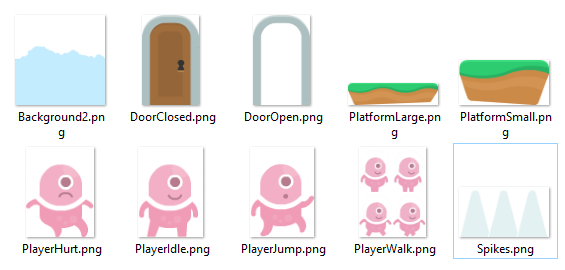 Background2.pn
g
DoorClosed.png
DoorOpen.png
PlatformLarge.pn
g
PlatformSmall.pn
g
PlayerHurt.png
PlayerIdle.png
PlayerJump.png
PlayerWalk.png
Spikes.png